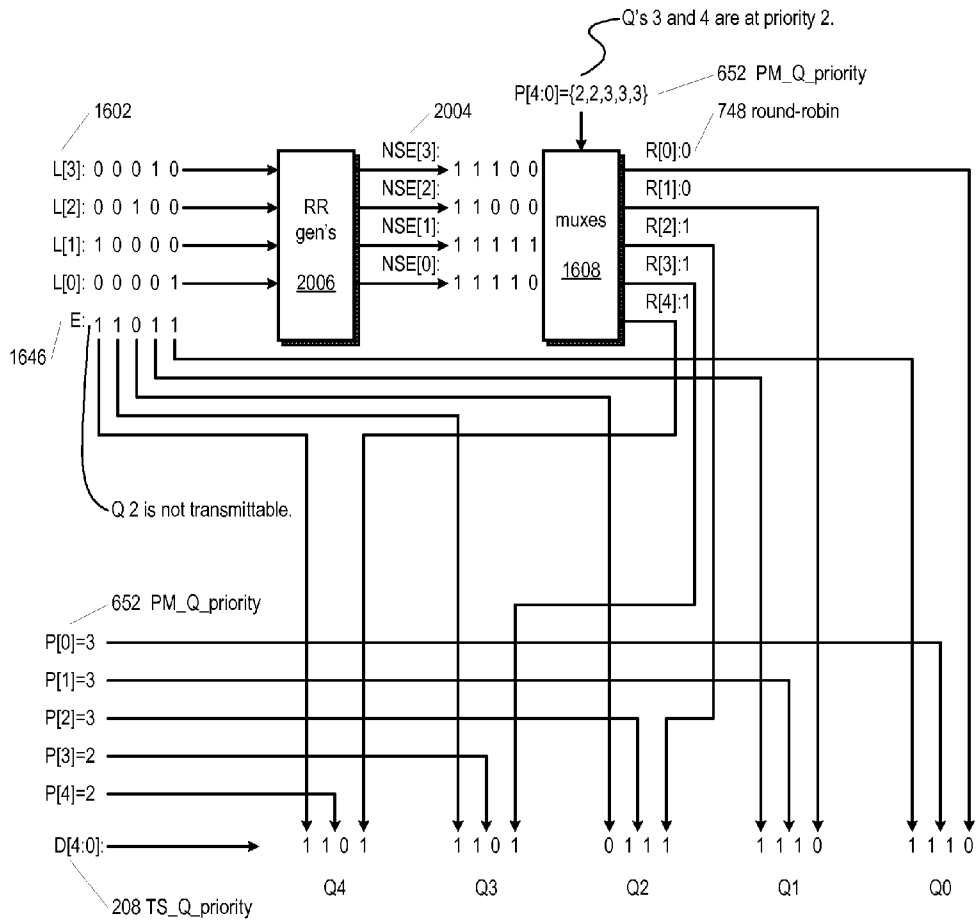 Q's 3 and 4 are at priority 2.
652 PM_Q_priority
P[4:0]={2,2,3,3,3}
1602
2004
748 round-robin
L[3]: 0 0 0 1 0
NSE[3]: 1 1 1 0 0
R[0]:0
L[2]: 0 0 1 0 0
RR
NSE[2]: 1 1 0 0 0
muxes
R[1]:0
L[1]: 1 0 0 0 0
gen's
NSE[1]: 1 1 1 1 1
R[2]:1
L[0]: 0 0 0 0 1
2006
NSE[0]: 1 1 1 1 0
1608
R[3]:1
R[4]:1
E: 1 1 0 1 1
1646
Q 2 is not transmittable.
652 PM_Q_priority
P[0]=3
P[1]=3
P[2]=3
P[3]=2
P[4]=2
D[4:0]: 1 1 0 1 1 1 0 1 0 1 1 1 1 1 1 0 1 1 1 0
Q4 Q3 Q2 Q1 Q0
208 TS_Q_priority